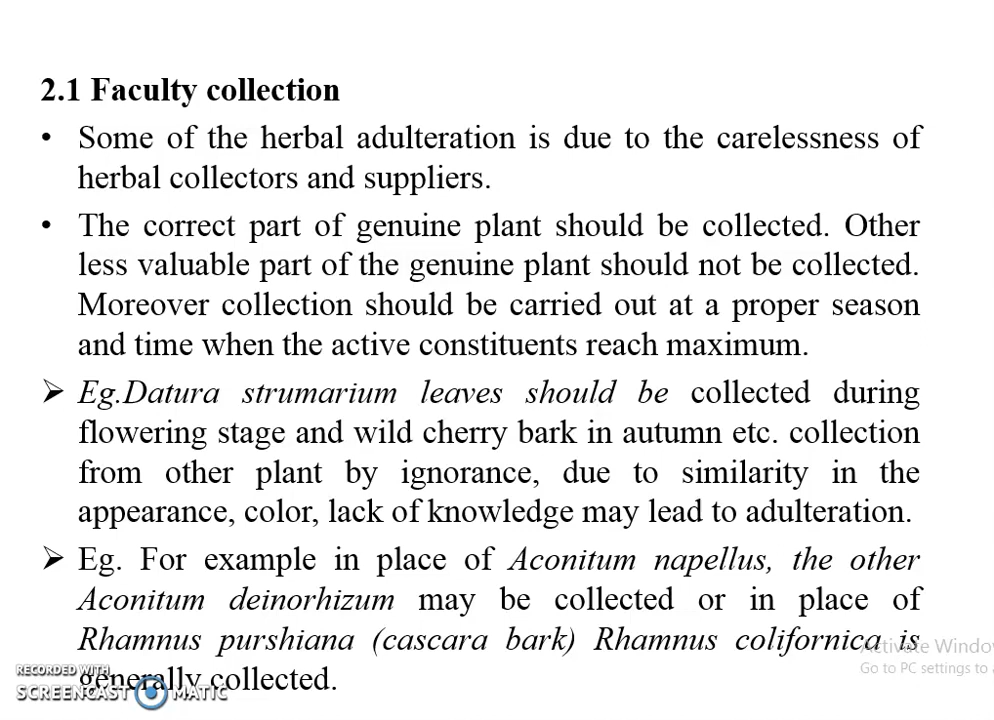 2.1 Faculty collection
• Some of the herbal adulteration is due to the carelessness of
herbal collectors and suppliers.
• The correct part of genuine plant should be collected. Other
less valuable part of the genuine plant should not be collected.
Moreover collection should be carried out at a proper season
and time when the active constituents reach maximum.
➢ Eg.Datura strumarium leaves should be collected during
flowering stage and wild cherry bark in autumn etc. collection
from other plant by ignorance, due to similarity in the
appearance, color, lack of knowledge may lead to adulteration.
➢ Eg. For example in place of Aconitum napellus, the other
Aconitum deinorhizum may be collected or in place of
Rhamnus purshiana (cascara bark) Rhamnus colifornica is
generally collected.
Activate Windo
Go to PC settings to
RECORDED WITH
SCREENCAST MATIC